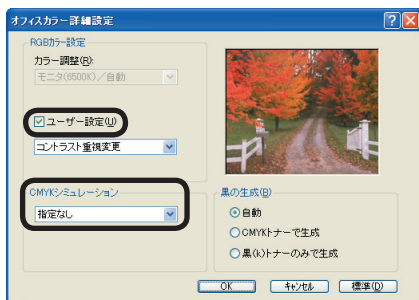 オフィスカラー詳細設定
RGBカラー設定
カラー調整(R):
モニタ(6500K)／自動
ユーザー設定(U)
コントラスト重視変更
CMYKシミュレーション
指定なし
黒の生成(B)
自動
CMYKトナーで生成
黒(k)トナーのみで生成
OK
キャンセル
標準(D)